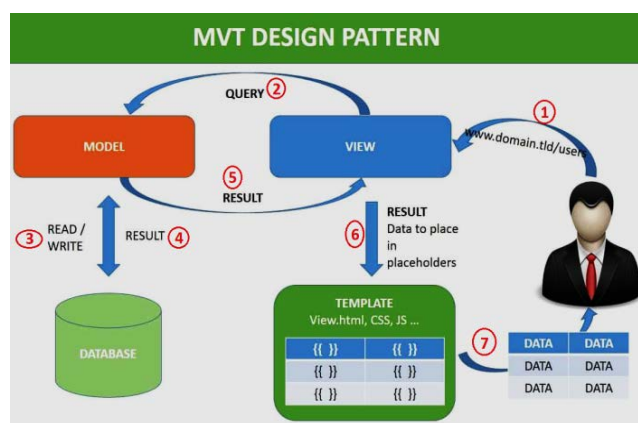 MVT DESIGN PATTERN
QUERY 2
1
www.domain.tld/users
MODEL
VIEW
5
RESULT
3 READ /
WRITE
RESULT 4
6
RESULT
Data to place
in
placeholders
TEMPLATE
View.html, CSS, JS ...
{{ }} {{ }}
{{ }} {{ }}
{{ }} {{ }}
7
DATA DATA
DATA DATA
DATA DATA
DATABASE